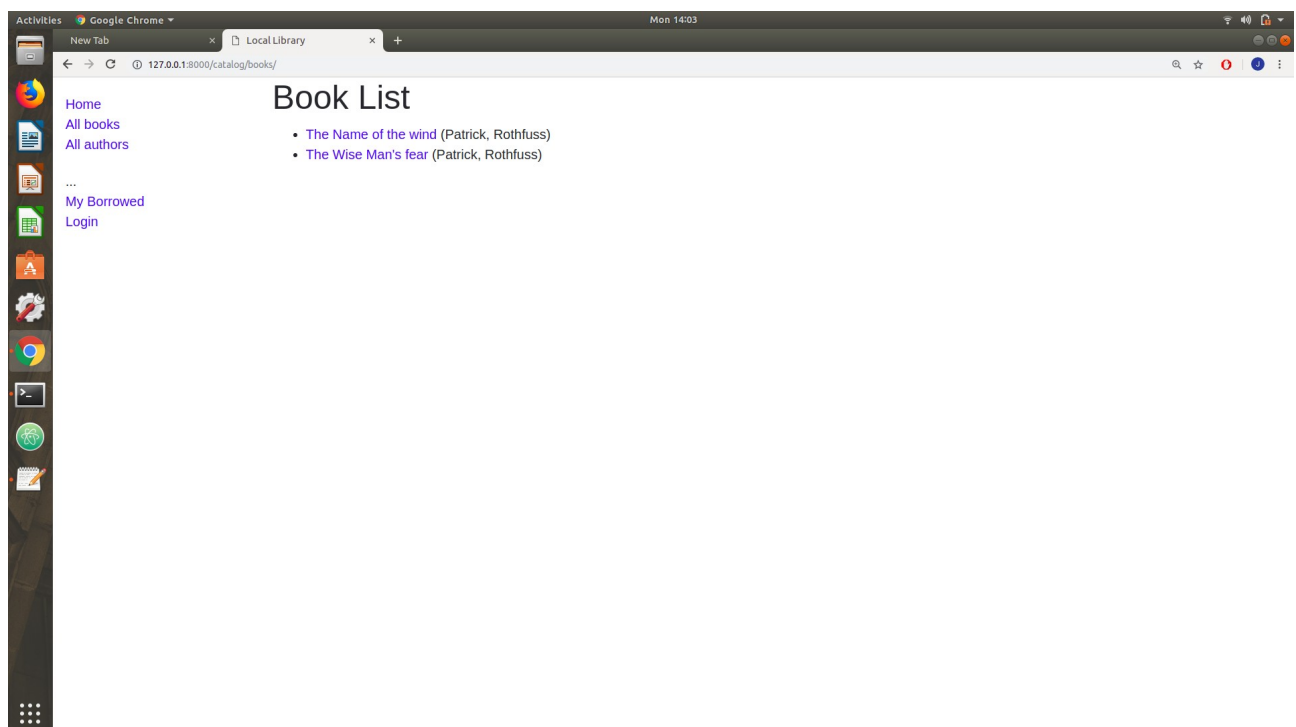 Activities Google Chrome Mon 14:03
New Tab × Local Library × +
127.0.0.1:8000/catalog/books/
Home
All books
All authors
...
My Borrowed
Login
Book List
• The Name of the wind (Patrick, Rothfuss)
• The Wise Man's fear (Patrick, Rothfuss)